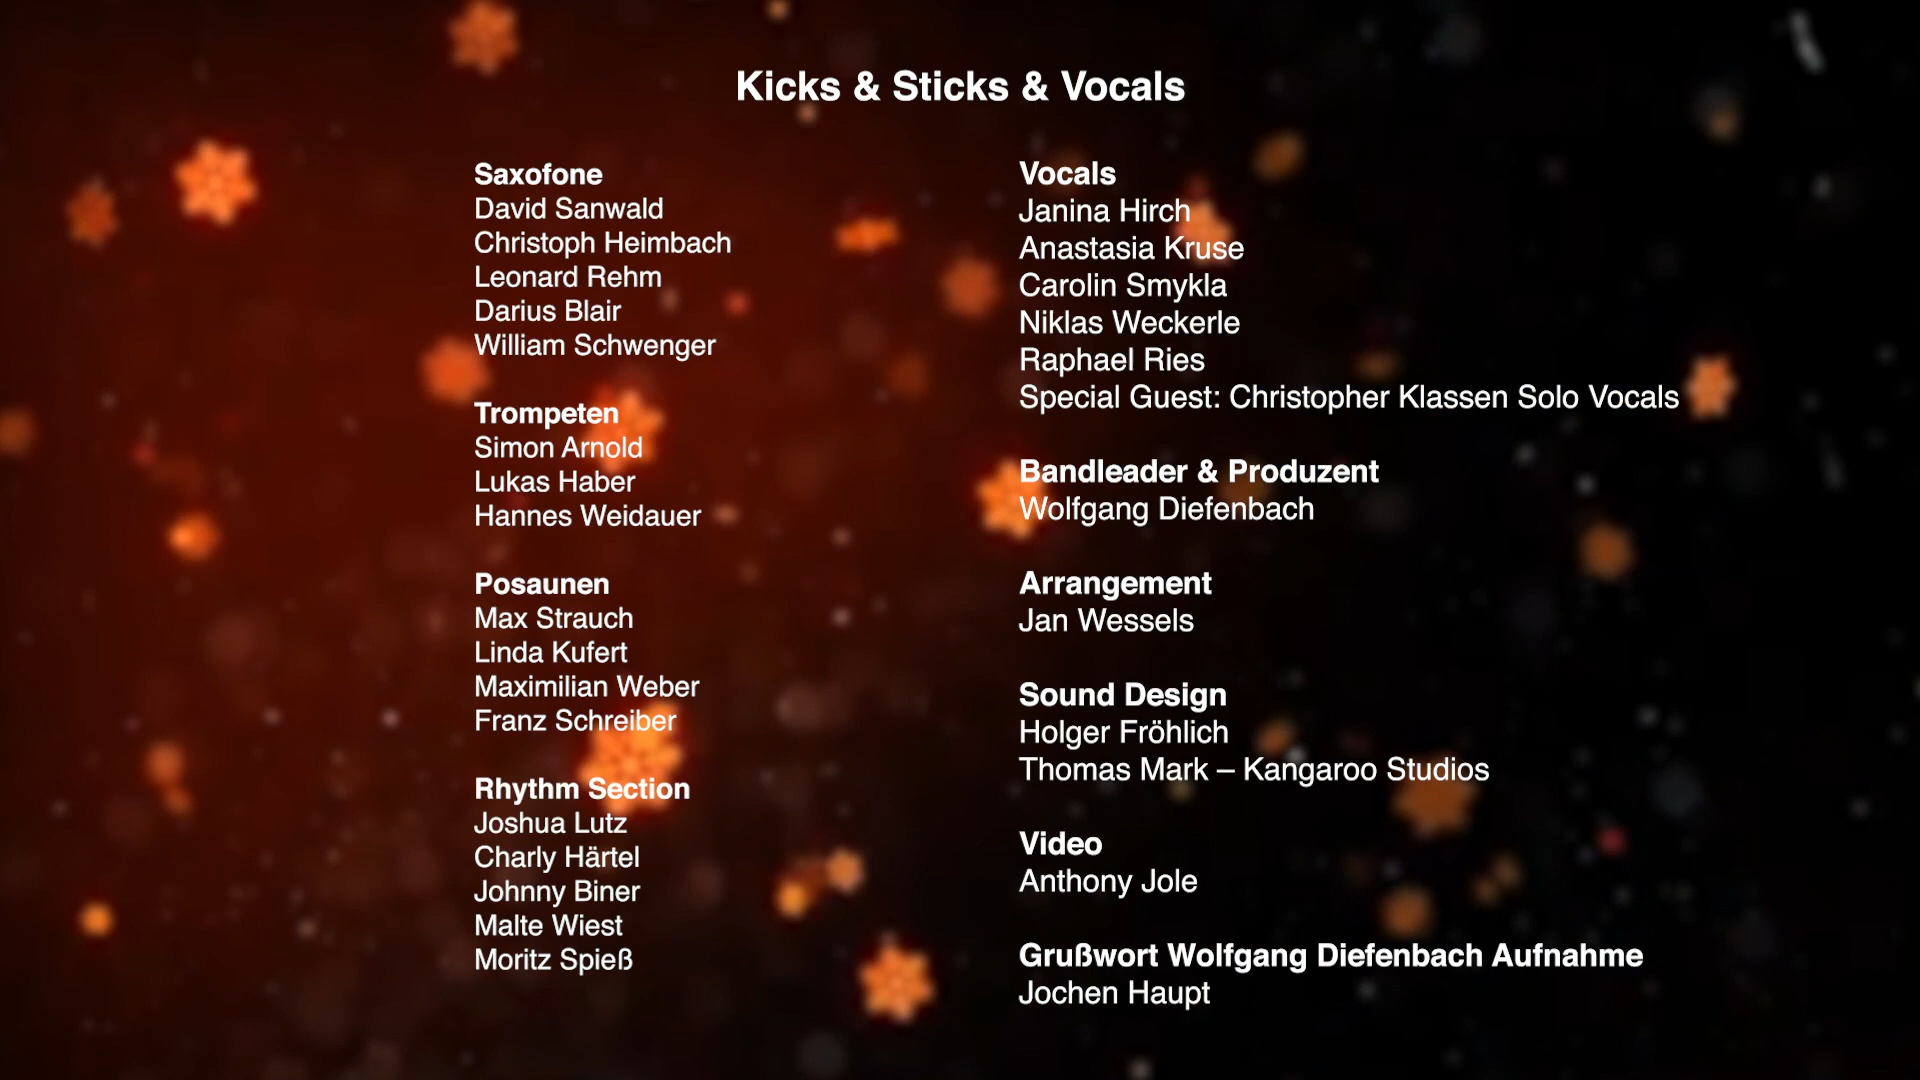 Kicks & Sticks & Vocals
Saxofone
David Sanwald
Christoph Heimbach
Leonard Rehm
Darius Blair
William Schwenger
Trompeten
Simon Arnold
Lukas Haber
Hannes Weidauer
Posaunen
Max Strauch
Linda Kufert
Maximilian Weber
Franz Schreiber
Rhythm Section
Joshua Lutz
Charly Härtel
Johnny Biner
Malte Wiest
Moritz Spieß
Vocals
Janina Hirch
Anastasia Kruse
Carolin Smykla
Niklas Weckerle
Raphael Ries
Special Guest: Christopher Klassen Solo Vocals
Bandleader & Produzent
Wolfgang Diefenbach
Arrangement
Jan Wessels
Sound Design
Holger Fröhlich
Thomas Mark – Kangaroo Studios
Video
Anthony Jole
Grußwort Wolfgang Diefenbach Aufnahme
Jochen Haupt